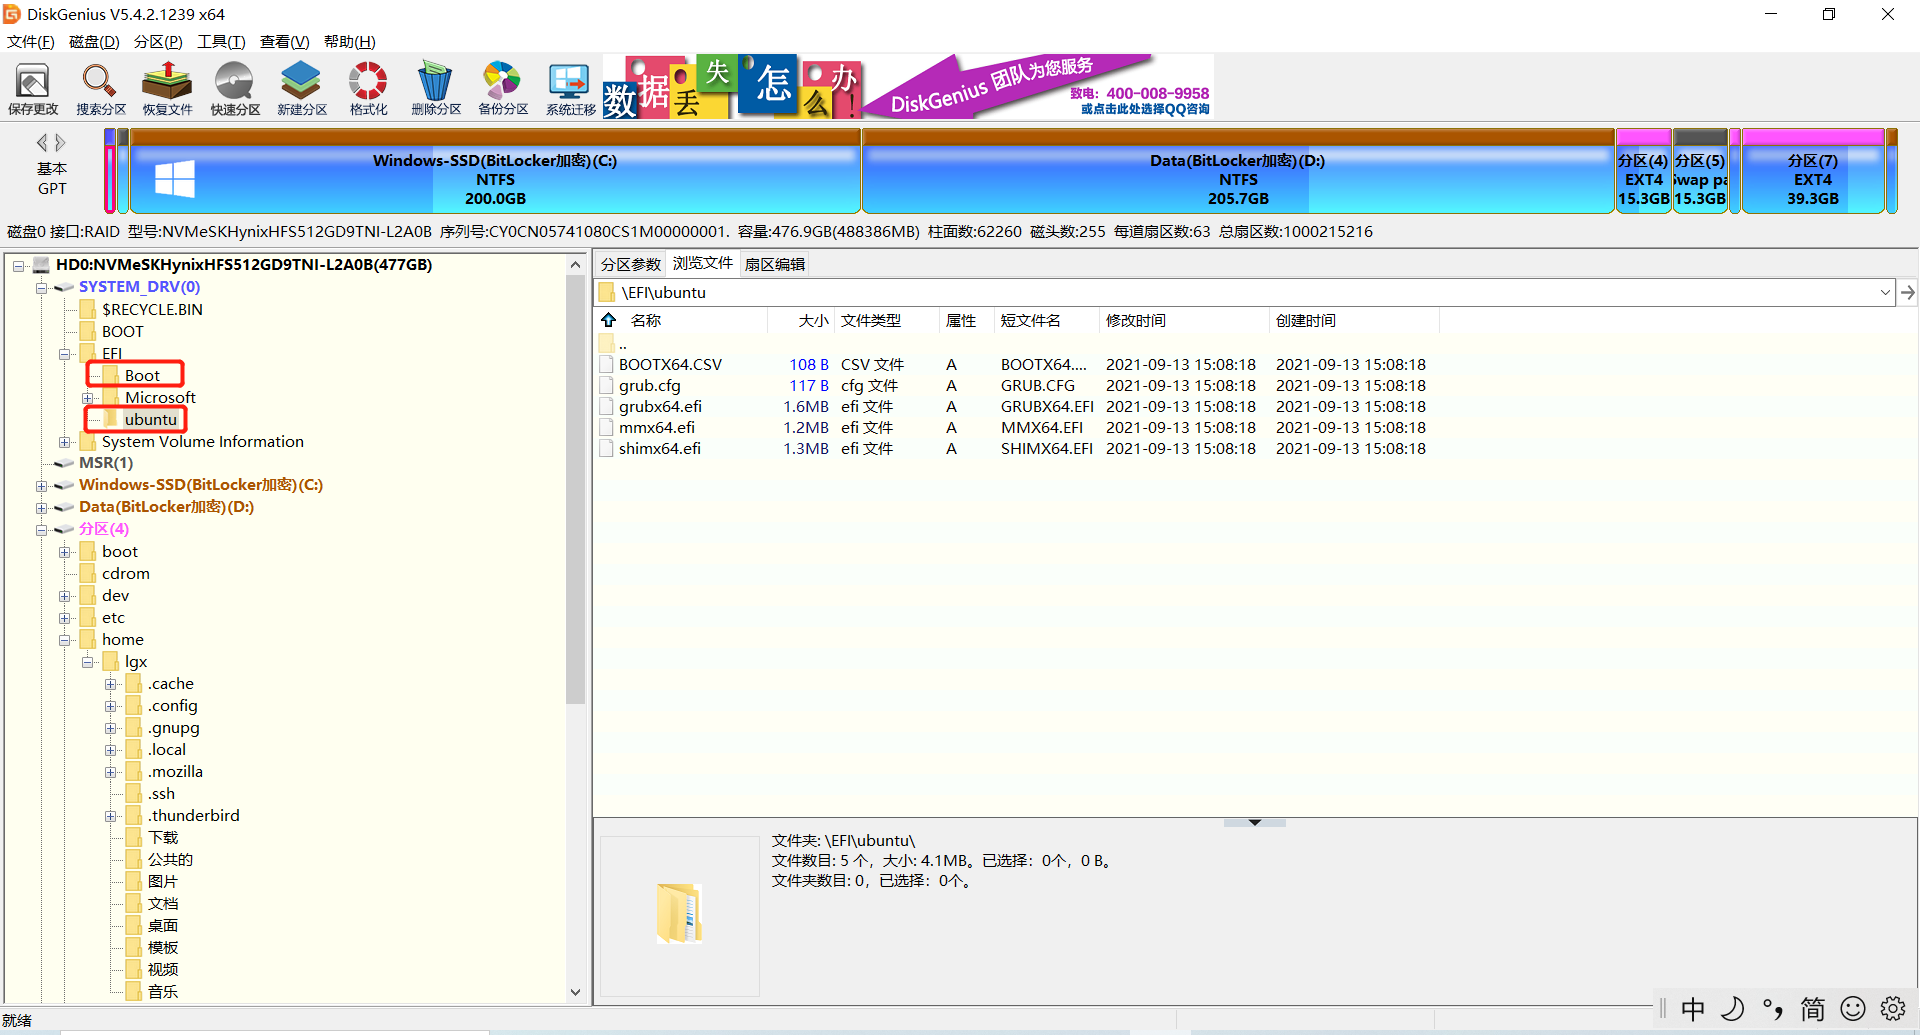 DiskGenius V5.4.2.1239 x64
文件(F) 磁盘(D) 分区(P) 工具(T) 查看(V) 帮助(H)
保存更改 搜索分区 恢复文件 快速分区 新建分区 格式化 删除分区 备份分区 系统迁移
数据丢失怎么办!
DiskGenius 团队为您服务
致电: 400-008-9958
或点击此处选择QQ咨询
基本
GPT
Windows-SSD(BitLocker加密)(C:)
NTFS
200.0GB
Data(BitLocker加密)(D:)
NTFS
205.7GB
分区(4)
EXT4
15.3GB
分区(5)
Swap pa
15.3GB
分区(7)
EXT4
39.3GB
磁盘0 接口:RAID 型号:NVMeSKHynixHFS512GD9TNI-L2A0B 序列号:CY0CN05741080CS1M00000001. 容量:476.9GB(488386MB) 柱面数:62260 磁头数:255 每道扇区数:63 总扇区数:1000215216
HD0:NVMeSKHynixHFS512GD9TNI-L2A0B(477GB)
SYSTEM_DRV(0)
$RECYCLE.BIN
BOOT
EFI
Boot
Microsoft
ubuntu
System Volume Information
MSR(1)
Windows-SSD(BitLocker加密)(C:)
Data(BitLocker加密)(D:)
分区(4)
boot
cdrom
dev
etc
home
lgx
.cache
.config
.gnupg
.local
.mozilla
.ssh
.thunderbird
下载
公共的
图片
文档
桌面
模板
视频
音乐
分区参数 浏览文件 扇区编辑
\EFI\ubuntu
名称 大小 文件类型 属性 短文件名 修改时间 创建时间
..
BOOTX64.CSV 108 B CSV 文件 A BOOTX64.... 2021-09-13 15:08:18 2021-09-13 15:08:18
grub.cfg 117 B cfg 文件 A GRUB.CFG 2021-09-13 15:08:18 2021-09-13 15:08:18
grubx64.efi 1.6MB efi 文件 A GRUBX64.EFI 2021-09-13 15:08:18 2021-09-13 15:08:18
mmx64.efi 1.2MB efi 文件 A MMX64.EFI 2021-09-13 15:08:18 2021-09-13 15:08:18
shimx64.efi 1.3MB efi 文件 A SHIMX64.EFI 2021-09-13 15:08:18 2021-09-13 15:08:18
文件夹: \EFI\ubuntu\
文件数目: 5 个，大小: 4.1MB。已选择：0个，0 B。
文件夹数目: 0，已选择：0个。
就绪
中 简